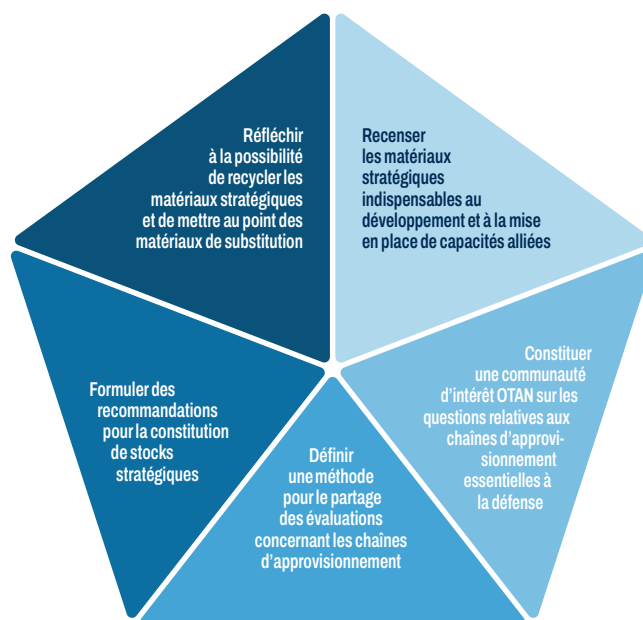 Réfléchir
à la possibilité
de recycler les
matériaux stratégiques
et de mettre au point des
matériaux de substitution
Recenser
les matériaux
stratégiques
indispensables au
développement et à la mise
en place de capacités alliées
Constituer
une communauté
d'intérêt OTAN sur les
questions relatives aux
chaînes d'approvi-
sionnement
essentielles à
la défense
Définir
une méthode
pour le partage
des évaluations
concernant les chaînes
d'approvisionnement
Formuler des
recommandations
pour la constitution
de stocks
stratégiques